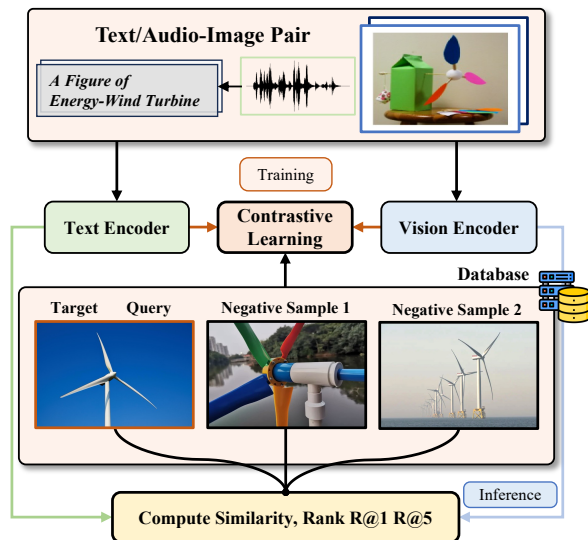 Text/Audio-Image Pair
A Figure of
Energy-Wind Turbine
Training
Text Encoder
Contrastive
Learning
Vision Encoder
Database
Target Query
Negative Sample 1
Negative Sample 2
Inference
Compute Similarity, Rank R@1 R@5